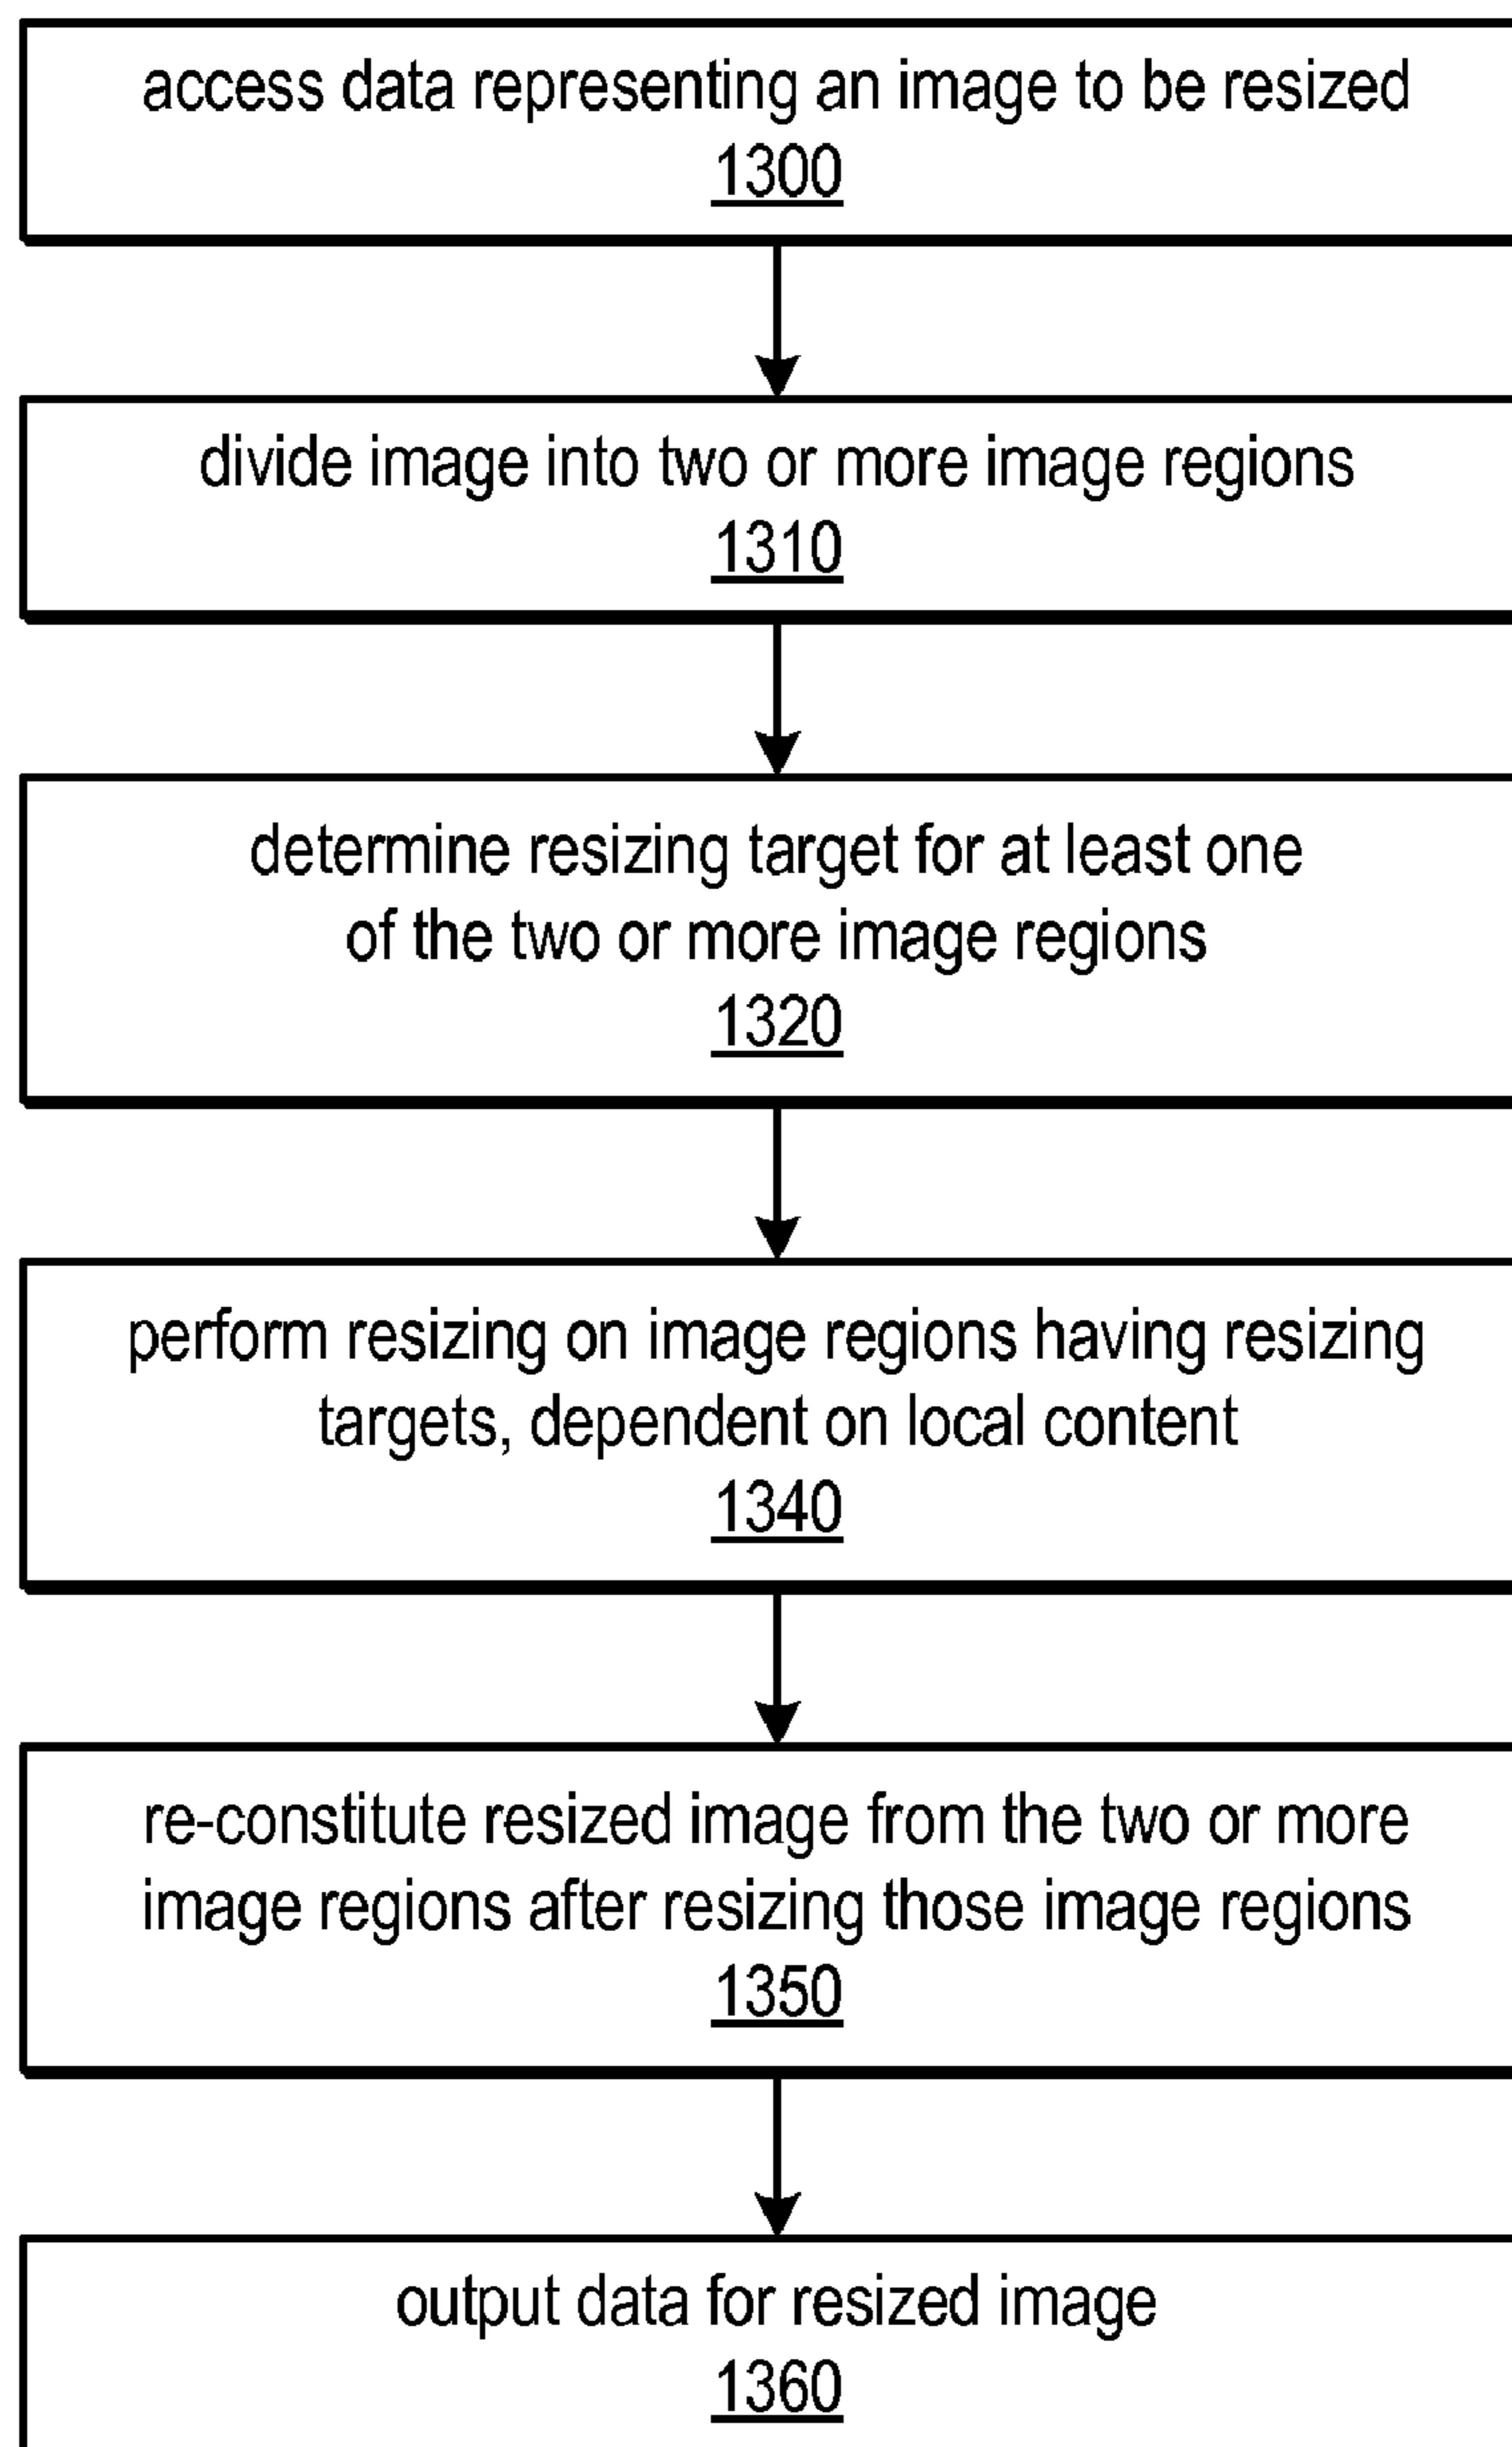 access data representing an image to be resized
1300
divide image into two or more image regions
1310
determine resizing target for at least one
of the two or more image regions
1320
perform resizing on image regions having resizing
targets, dependent on local content
1340
re-constitute resized image from the two or more
image regions after resizing those image regions
1350
output data for resized image
1360